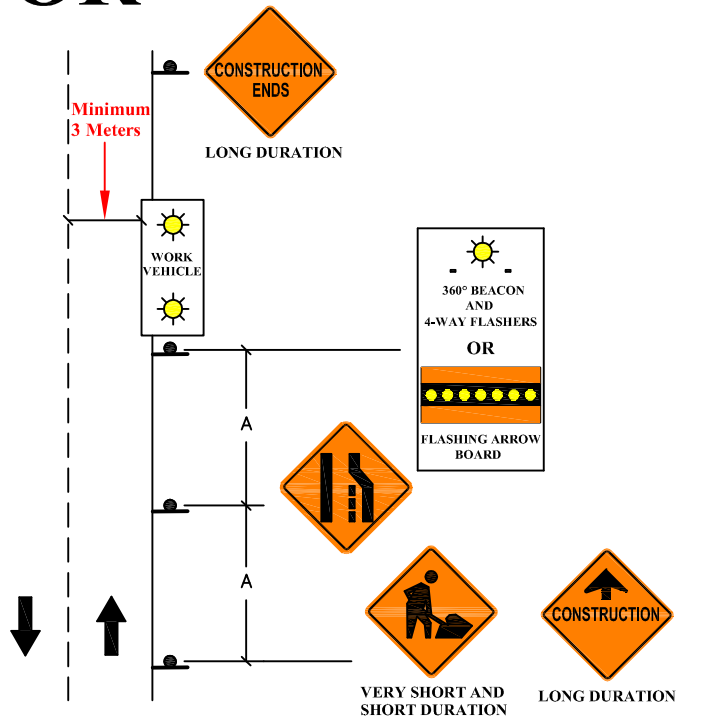 OR
CONSTRUCTION
ENDS
LONG DURATION
Minimum
3 Meters
WORK
VEHICLE
360° BEACON
AND
4-WAY FLASHERS
OR
FLASHING ARROW
BOARD
A
A
CONSTRUCTION
VERY SHORT AND
SHORT DURATION
LONG DURATION